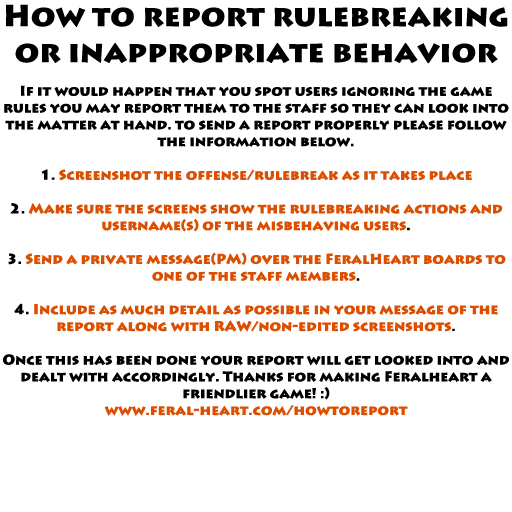 How to report rulebreaking
or inappropriate behavior
If it would happen that you spot users ignoring the game
rules you may report them to the staff so they can look into
the matter at hand. to send a report properly please follow
the information below.
1. Screenshot the offense/rulebreak as it takes place
2. Make sure the screens show the rulebreaking actions and
username(s) of the misbehaving users.
3. Send a private message(PM) over the FeralHeart boards to
one of the staff members.
4. Include as much detail as possible in your message of the
report along with RAW/non-edited screenshots.
Once this has been done your report will get looked into and
dealt with accordingly. Thanks for making Feralheart a
friendlier game! :)
www.feral-heart.com/howtoreport